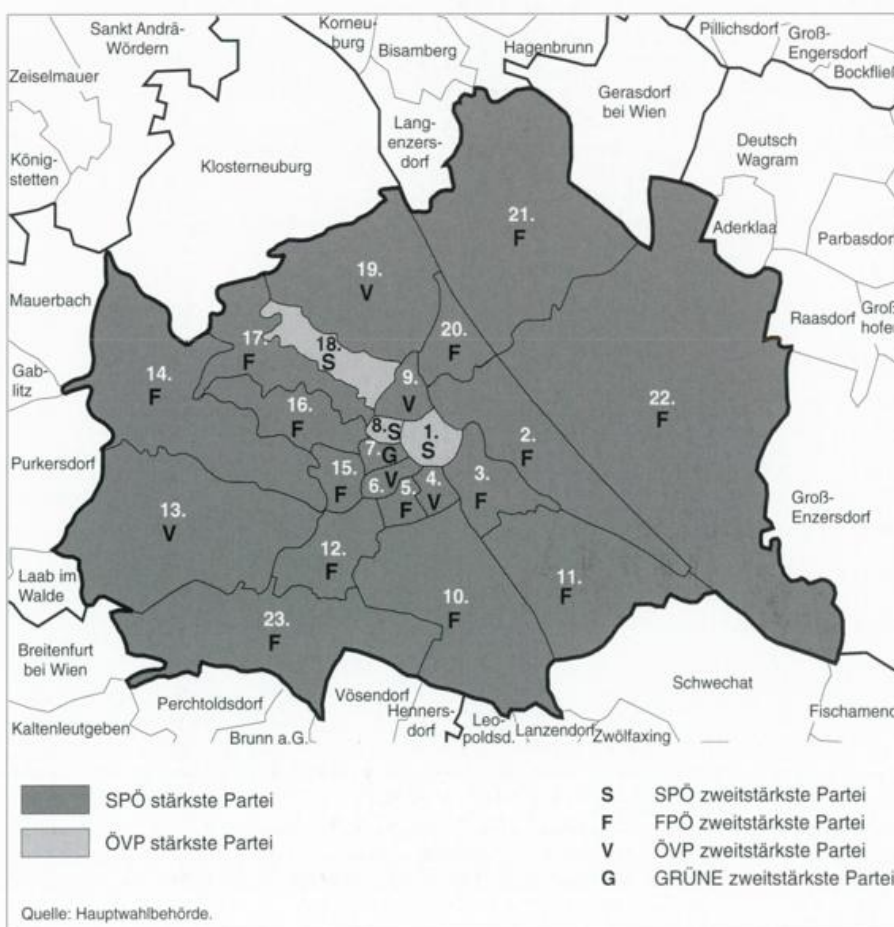 Sankt Andrä-
Wördern
Korneu-
burg
Bisamberg
Hagenbrunn
Pillichsdorf
Groß-
Engersdorf
Bockfließ
Zeiselmauer
Gerasdorf
bei Wien
Lang-
enzers-
dorf
Deutsch
Wagram
König-
stetten
Klosterneuburg
21.
F
Aderklaa
Parbasdorf
19.
V
Mauerbach
Raasdorf
Groß
hofen
17.
F
18.
S
20.
F
14.
F
Gab-
litz
9.
V
22.
F
16.
F
8.
S
1.
S
2.
F
7.
G
Purkersdorf
15.
F
6.
V
5.
F
4.
V
3.
F
Groß-
Enzersdorf
13.
V
12.
F
11.
F
Laab im
Walde
10.
F
23.
F
Breitenfurt
bei Wien
Schwechat
Perchtoldsdorf
Vösendorf
Kaltenleutgeben
Brunn a.G.
Henners-
dorf
Leo-
poldsd.
Lanzendorf
Zwölfaxing
Fischamend
SPÖ stärkste Partei
ÖVP stärkste Partei
S SPÖ zweitstärkste Partei
F FPÖ zweitstärkste Partei
V ÖVP zweitstärkste Partei
G GRÜNE zweitstärkste Partei
Quelle: Hauptwahlbehörde.